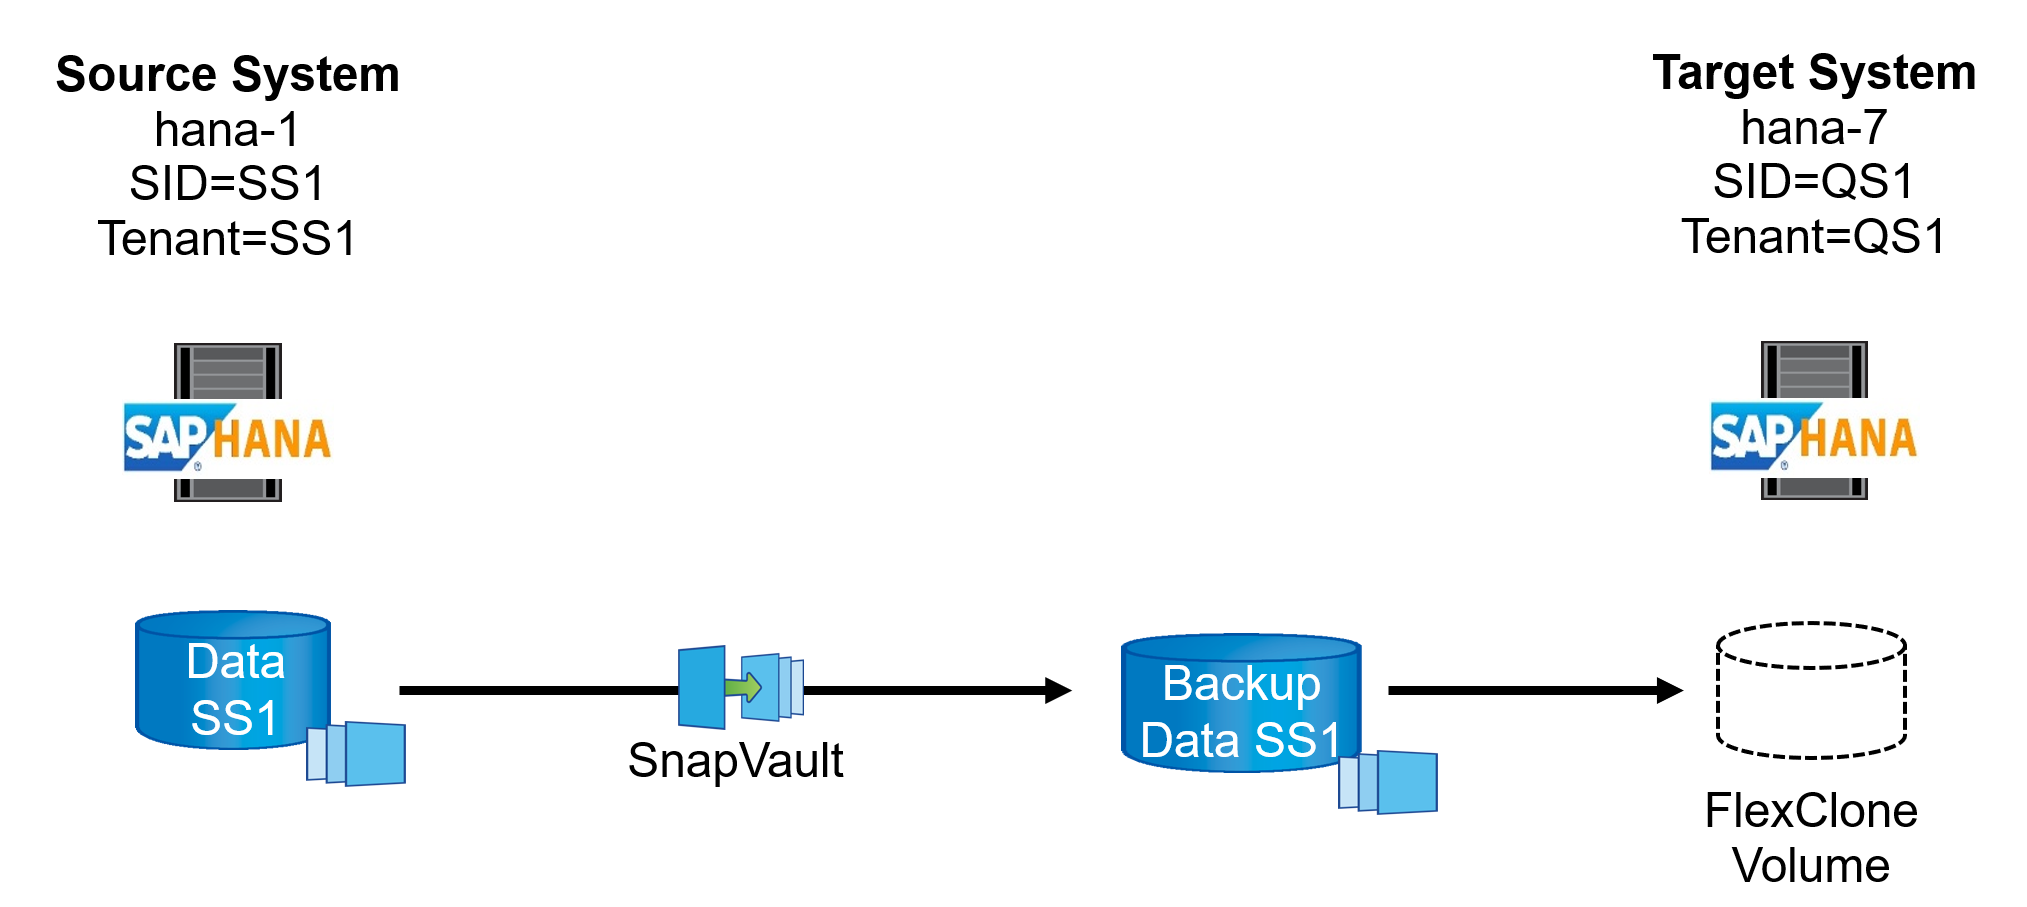 Source System
hana-1
SID=SS1
Tenant=SS1
Target System
hana-7
SID=QS1
Tenant=QS1
SAP HANA
®
SAP HANA
®
Data
SS1
SnapVault
Backup
Data SS1
FlexClone
Volume